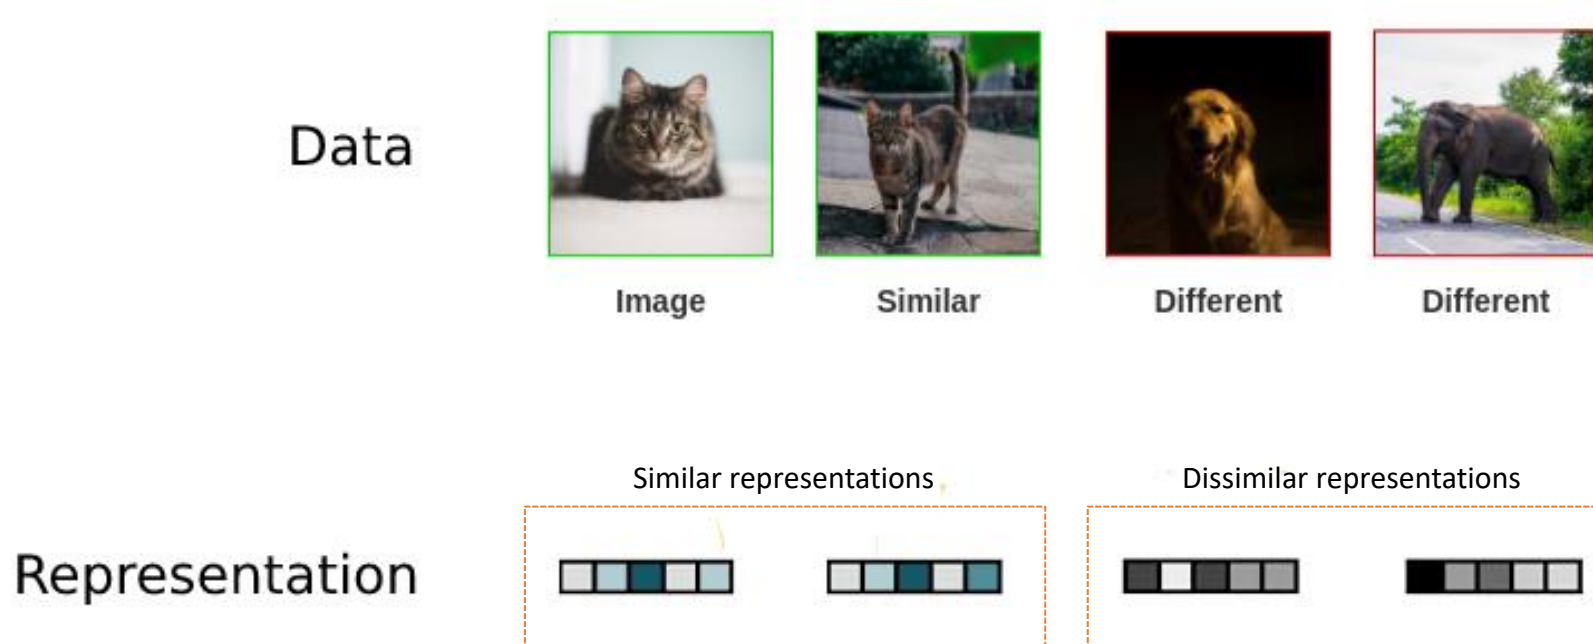 Data
Image
Similar
Different
Different
Similar representations
Dissimilar representations
Representation